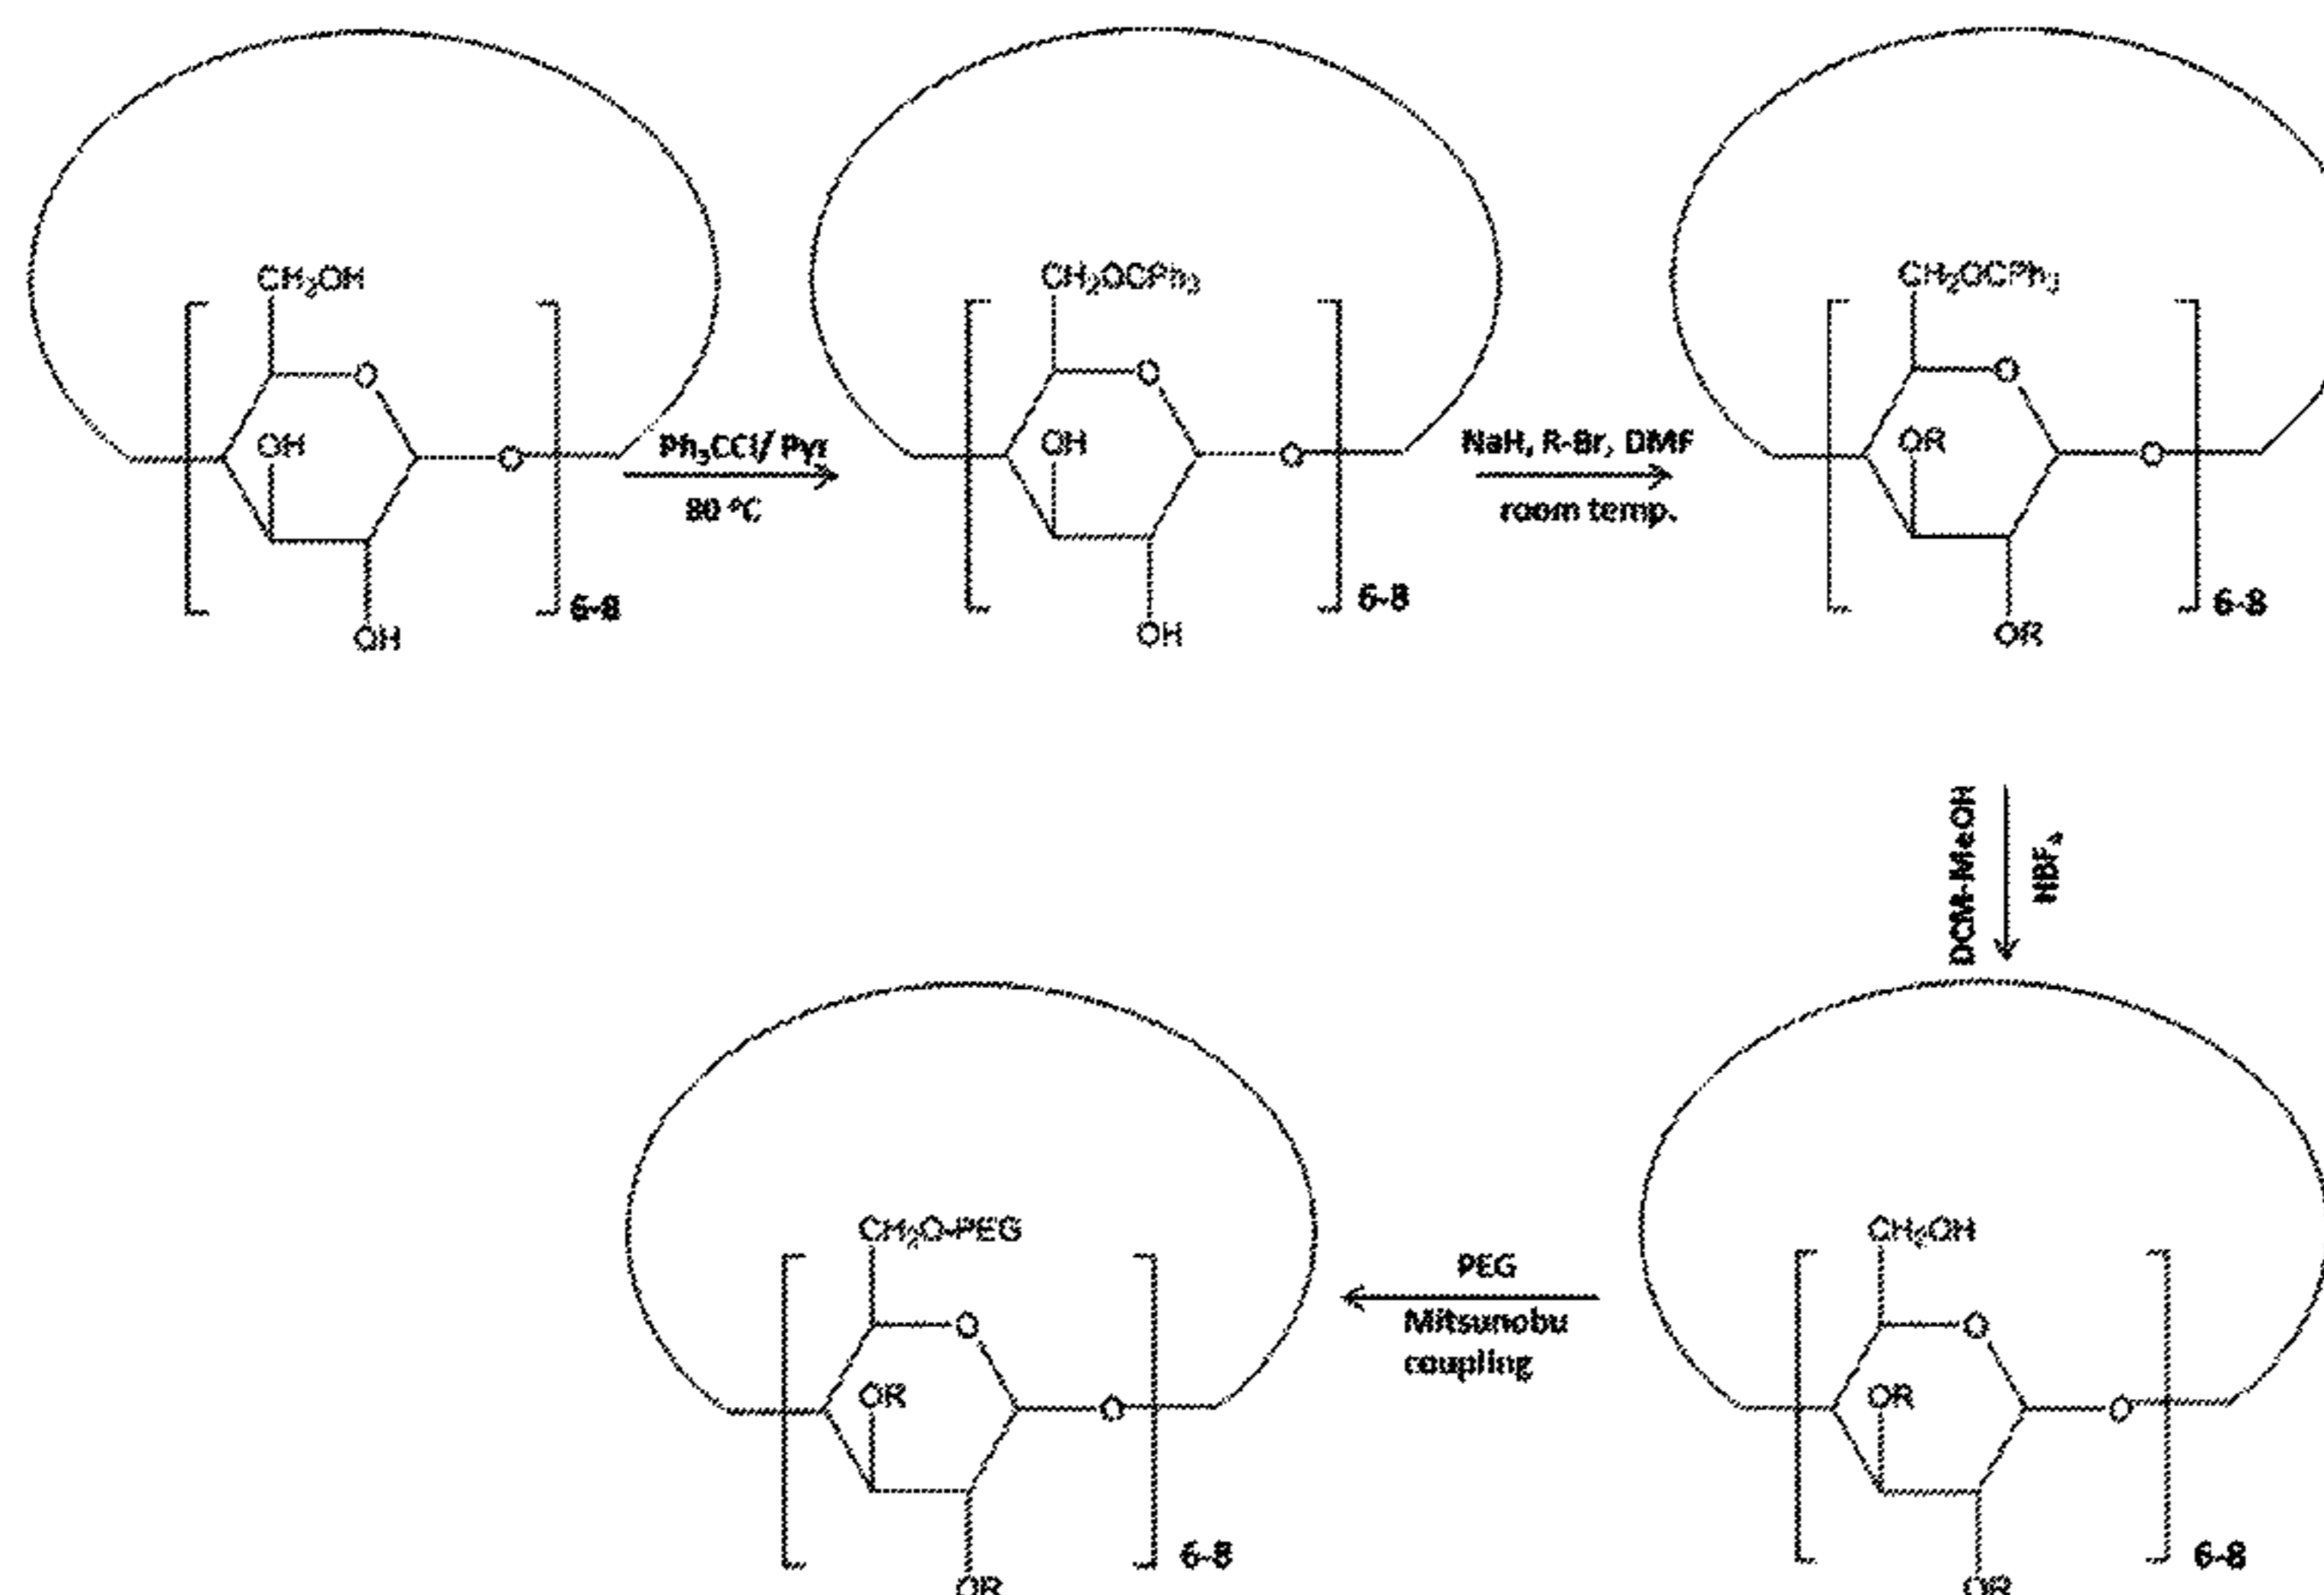 CH₂OH
O
OH
O
6-8
OH
Ph₃CCl/ Pyr
80 °C
CH₂OCPh₃
O
OH
O
6-8
OH
NaH, R-Br, DMF
room temp.
CH₂OCPh₃
O
OR
O
6-8
OR
DCM-MeOH
HBF₄
CH₂OH
O
OR
O
6-8
OR
PEG
Mitsunobu
coupling
CH₂O-PEG
O
OR
O
6-8
OR